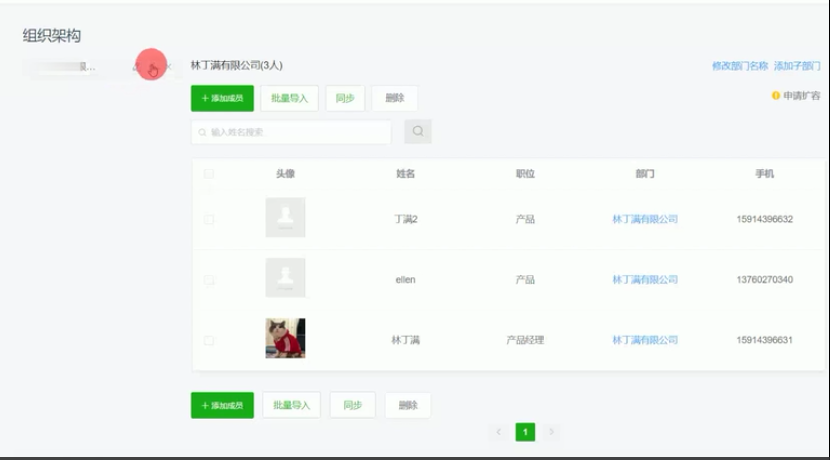 组织架构
林丁满有限公司(3人)
修改部门名称 添加子部门
+ 添加成员 批量导入 同步 删除
申请扩容
输入姓名搜索
头像 姓名 职位 部门 手机
丁满2 产品 林丁满有限公司 15914396632
ellen 产品 林丁满有限公司 13760270340
林丁满 产品经理 林丁满有限公司 15914396631
+ 添加成员 批量导入 同步 删除
< 1 >